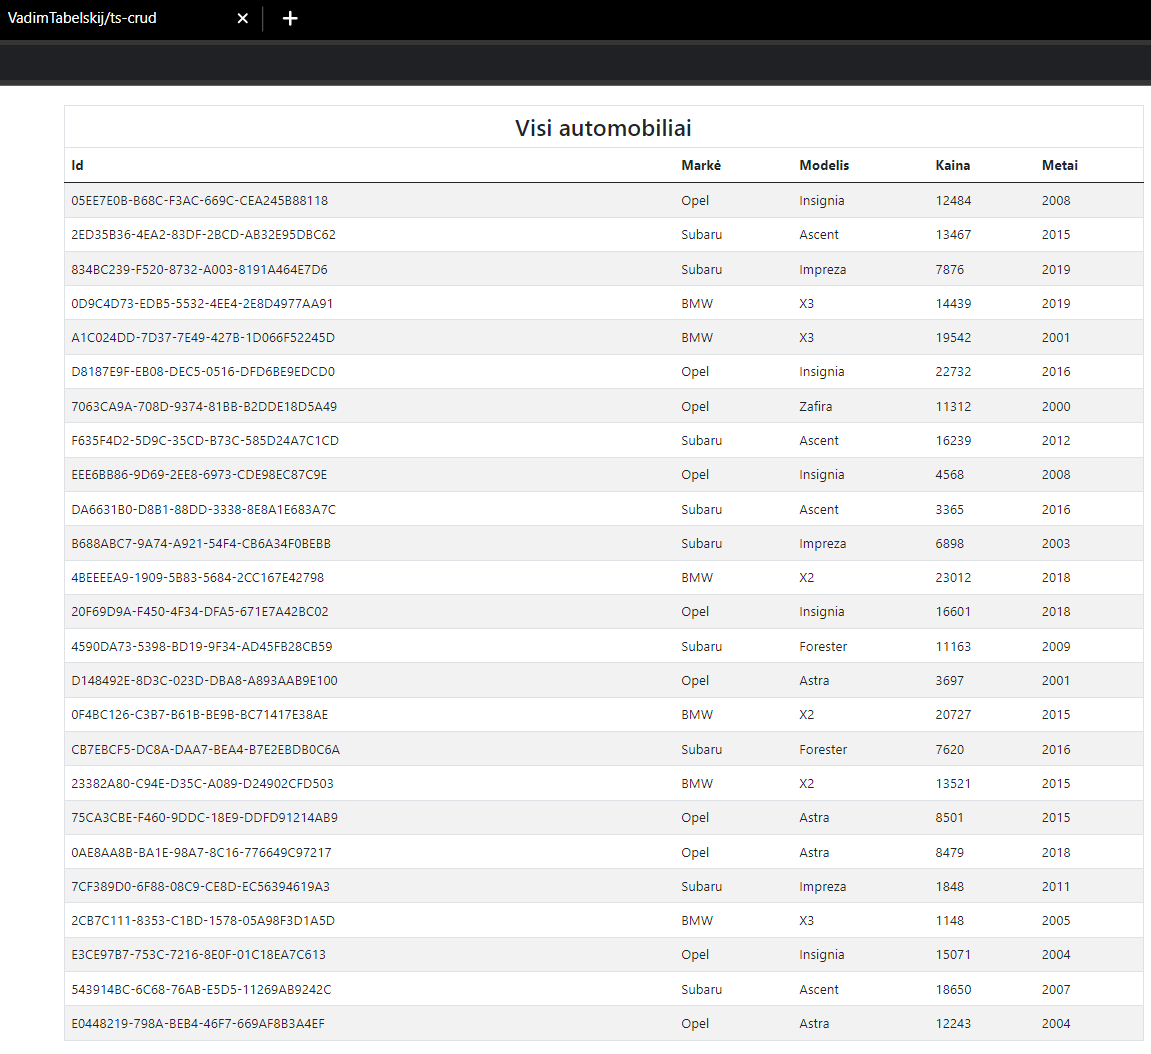 VadimTabelskij/ts-crud
Visi automobiliai
Id Markė Modelis Kaina Metai
05EE7E0B-B68C-F3AC-669C-CEA245B88118 Opel Insignia 12484 2008
2ED35B36-4EA2-83DF-2BCD-AB32E95DBC62 Subaru Ascent 13467 2015
834BC239-F520-8732-A003-8191A464E7D6 Subaru Impreza 7876 2019
0D9C4D73-EDB5-5532-4EE4-2E8D4977AA91 BMW X3 14439 2019
A1C024DD-7D37-7E49-427B-1D066F52245D BMW X3 19542 2001
D8187E9F-EB08-DEC5-0516-DFD6BE9EDCD0 Opel Insignia 22732 2016
7063CA9A-708D-9374-81BB-B2DDE18D5A49 Opel Zafira 11312 2000
F635F4D2-5D9C-35CD-B73C-585D24A7C1CD Subaru Ascent 16239 2012
EEE6BB86-9D69-2EE8-6973-CDE98EC87C9E Opel Insignia 4568 2008
DA6631B0-D8B1-88DD-3338-8E8A1E683A7C Subaru Ascent 3365 2016
B688ABC7-9A74-A921-54F4-CB6A34F0BEBB Subaru Impreza 6898 2003
4BEEEEA9-1909-5B83-5684-2CC167E42798 BMW X2 23012 2018
20F69D9A-F450-4F34-DFA5-671E7A42BC02 Opel Insignia 16601 2018
4590DA73-5398-BD19-9F34-AD45FB28CB59 Subaru Forester 11163 2009
D148492E-8D3C-023D-DBA8-A893AAB9E100 Opel Astra 3697 2001
0F4BC126-C3B7-B61B-BE9B-BC71417E38AE BMW X2 20727 2015
CB7EBCF5-DC8A-DAA7-BEA4-B7E2EBDB0C6A Subaru Forester 7620 2016
23382A80-C94E-D35C-A089-D24902CFD503 BMW X2 13521 2015
75CA3CBE-F460-9DDC-18E9-DDFD91214AB9 Opel Astra 8501 2015
0AE8AA8B-BA1E-98A7-8C16-776649C97217 Opel Astra 8479 2018
7CF389D0-6F88-08C9-CE8D-EC56394619A3 Subaru Impreza 1848 2011
2CB7C111-8353-C1BD-1578-05A98F3D1A5D BMW X3 1148 2005
E3CE97B7-753C-7216-8E0F-01C18EA7C613 Opel Insignia 15071 2004
543914BC-6C68-76AB-E5D5-11269AB9242C Subaru Ascent 18650 2007
E0448219-798A-BEB4-46F7-669AF8B3A4EF Opel Astra 12243 2004